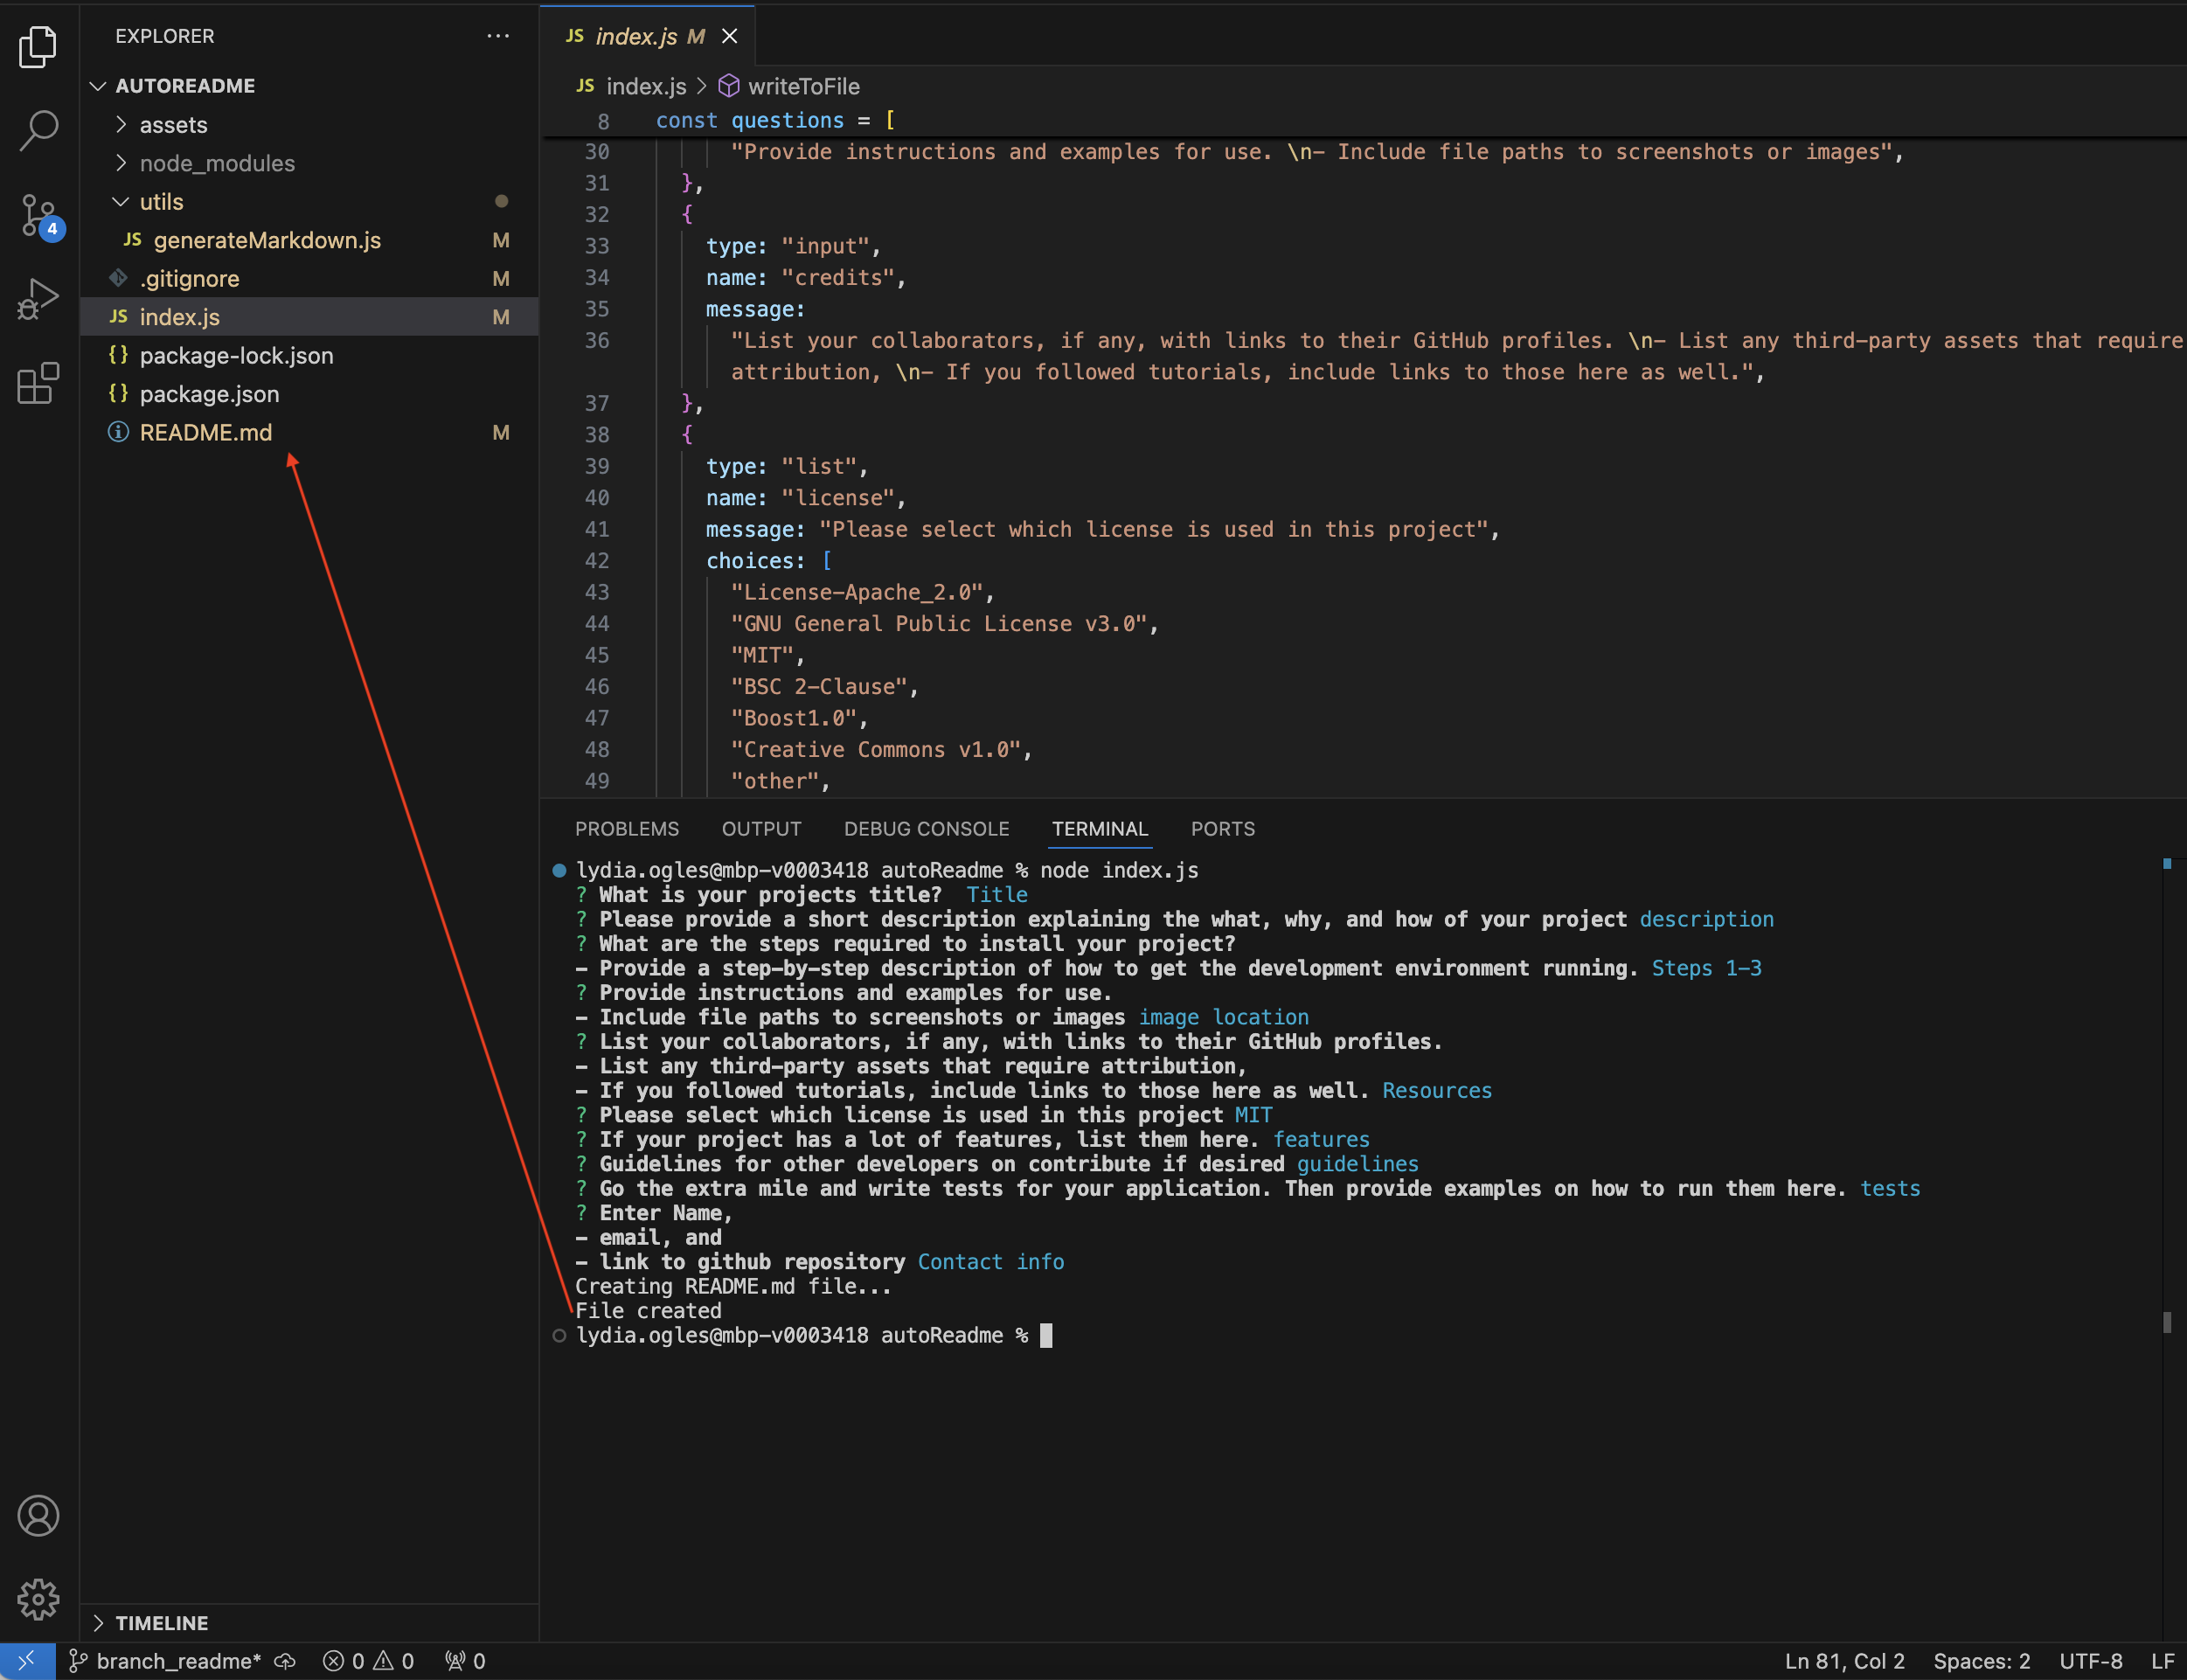 EXPLORER
AUTOREADME
assets
node_modules
utils
JS generateMarkdown.js M
.gitignore M
JS index.js M
{} package-lock.json
{} package.json
README.md M
TIMELINE
4
JS index.js M
JS index.js > writeToFile
8 const questions = [
30 "Provide instructions and examples for use. \n- Include file paths to screenshots or images",
31 },
32 {
33 type: "input",
34 name: "credits",
35 message:
36 "List your collaborators, if any, with links to their GitHub profiles. \n- List any third-party assets that require
attribution, \n- If you followed tutorials, include links to those here as well.",
37 },
38 {
39 type: "list",
40 name: "license",
41 message: "Please select which license is used in this project",
42 choices: [
43 "License-Apache_2.0",
44 "GNU General Public License v3.0",
45 "MIT",
46 "BSC 2-Clause",
47 "Boost1.0",
48 "Creative Commons v1.0",
49 "other",
PROBLEMS OUTPUT DEBUG CONSOLE TERMINAL PORTS
lydia.ogles@mbp-v0003418 autoReadme % node index.js
? What is your projects title? Title
? Please provide a short description explaining the what, why, and how of your project description
? What are the steps required to install your project?
- Provide a step-by-step description of how to get the development environment running. Steps 1-3
? Provide instructions and examples for use.
- Include file paths to screenshots or images image location
? List your collaborators, if any, with links to their GitHub profiles.
- List any third-party assets that require attribution,
- If you followed tutorials, include links to those here as well. Resources
? Please select which license is used in this project MIT
? If your project has a lot of features, list them here. features
? Guidelines for other developers on contribute if desired guidelines
? Go the extra mile and write tests for your application. Then provide examples on how to run them here. tests
? Enter Name,
- email, and
- link to github repository Contact info
Creating README.md file...
File created
lydia.ogles@mbp-v0003418 autoReadme %
branch_readme* 0 0 0 Ln 81, Col 2 Spaces: 2 UTF-8 LF